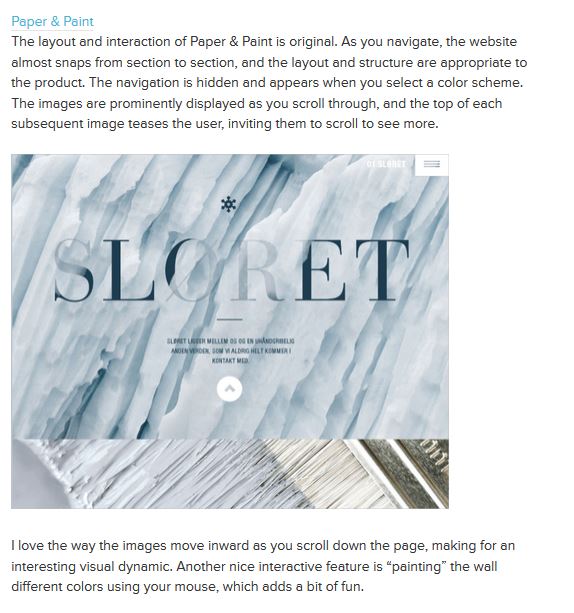 Paper & Paint
The layout and interaction of Paper & Paint is original. As you navigate, the website
almost snaps from section to section, and the layout and structure are appropriate to
the product. The navigation is hidden and appears when you select a color scheme.
The images are prominently displayed as you scroll through, and the top of each
subsequent image teases the user, inviting them to scroll to see more.
SLØRET
SLØRET
SLØRET LIGGER MELLEM OS OG EN UHÅNDGRIBELIG
ANDEN VERDEN, SOM VI ALDRIG HELT KOMMER I
KONTAKT MED.
I love the way the images move inward as you scroll down the page, making for an
interesting visual dynamic. Another nice interactive feature is “painting” the wall
different colors using your mouse, which adds a bit of fun.